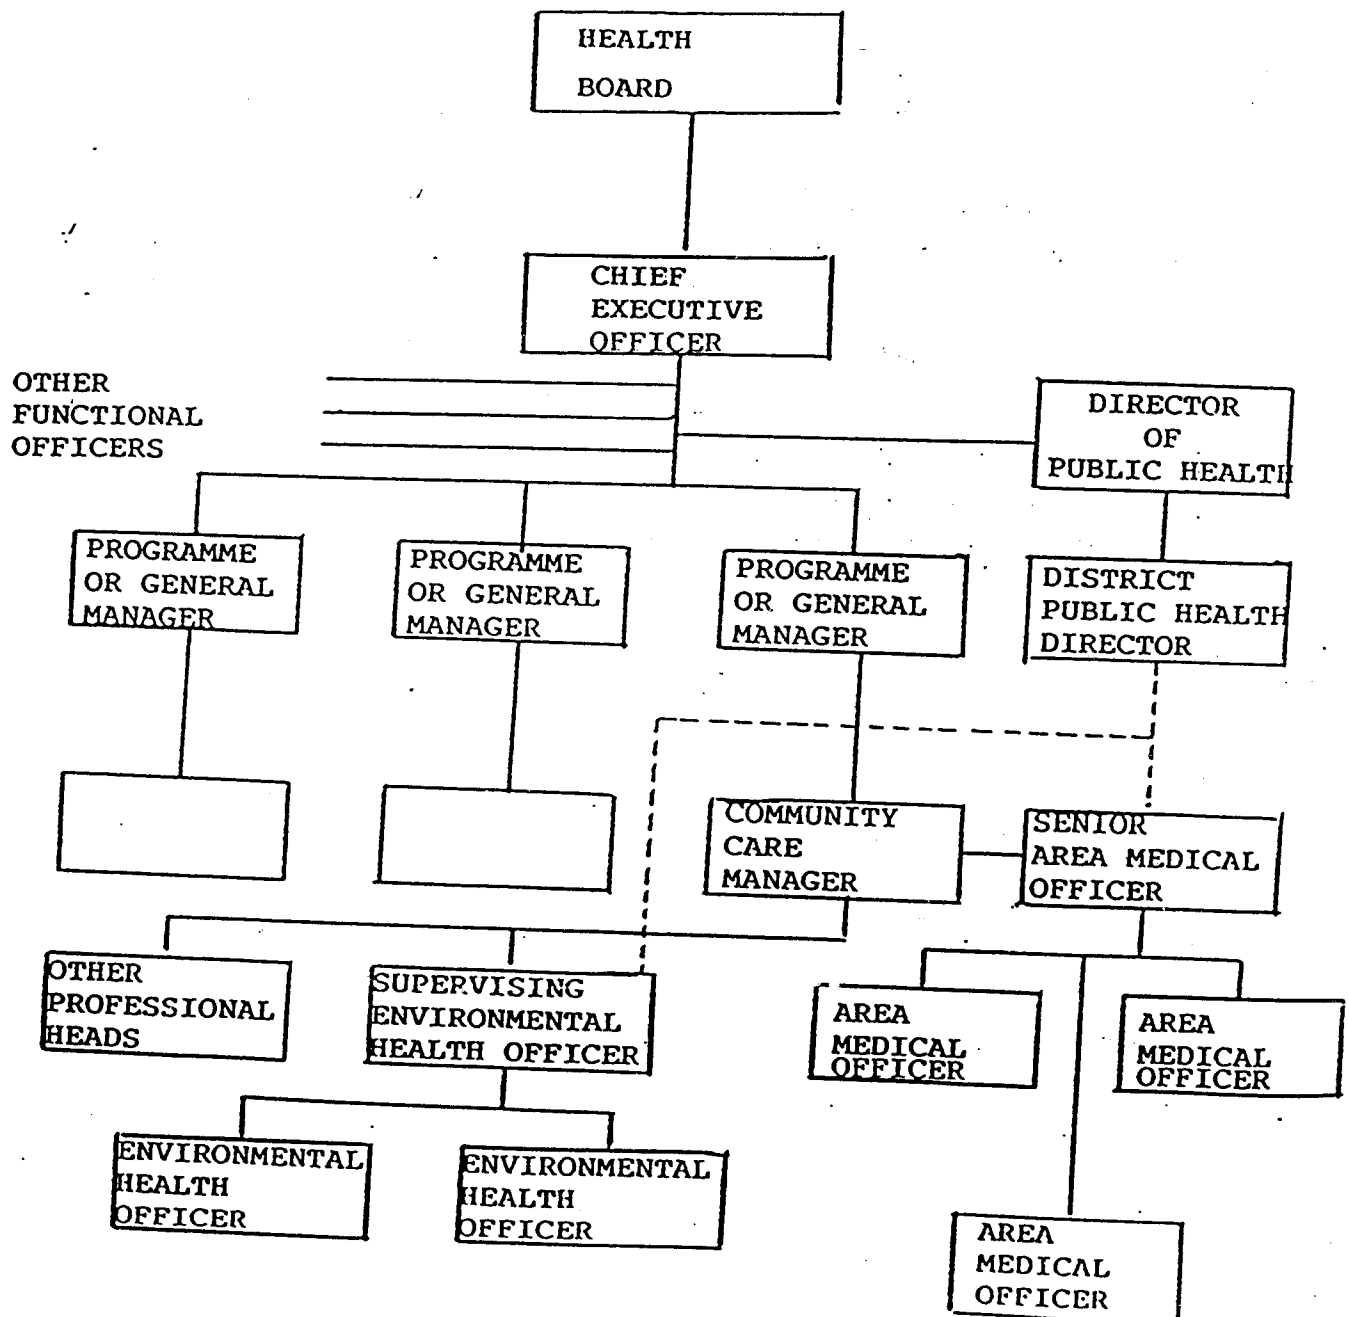 HEALTH
BOARD
CHIEF
EXECUTIVE
OFFICER
OTHER
FUNCTIONAL
OFFICERS
DIRECTOR
OF
PUBLIC HEALTH
PROGRAMME
OR GENERAL
MANAGER
PROGRAMME
OR GENERAL
MANAGER
PROGRAMME
OR GENERAL
MANAGER
DISTRICT
PUBLIC HEALTH
DIRECTOR
COMMUNITY
CARE
MANAGER
SENIOR
AREA MEDICAL
OFFICER
OTHER
PROFESSIONAL
HEADS
SUPERVISING
ENVIRONMENTAL
HEALTH OFFICER
AREA
MEDICAL
OFFICER
AREA
MEDICAL
OFFICER
ENVIRONMENTAL
HEALTH
OFFICER
ENVIRONMENTAL
HEALTH
OFFICER
AREA
MEDICAL
OFFICER